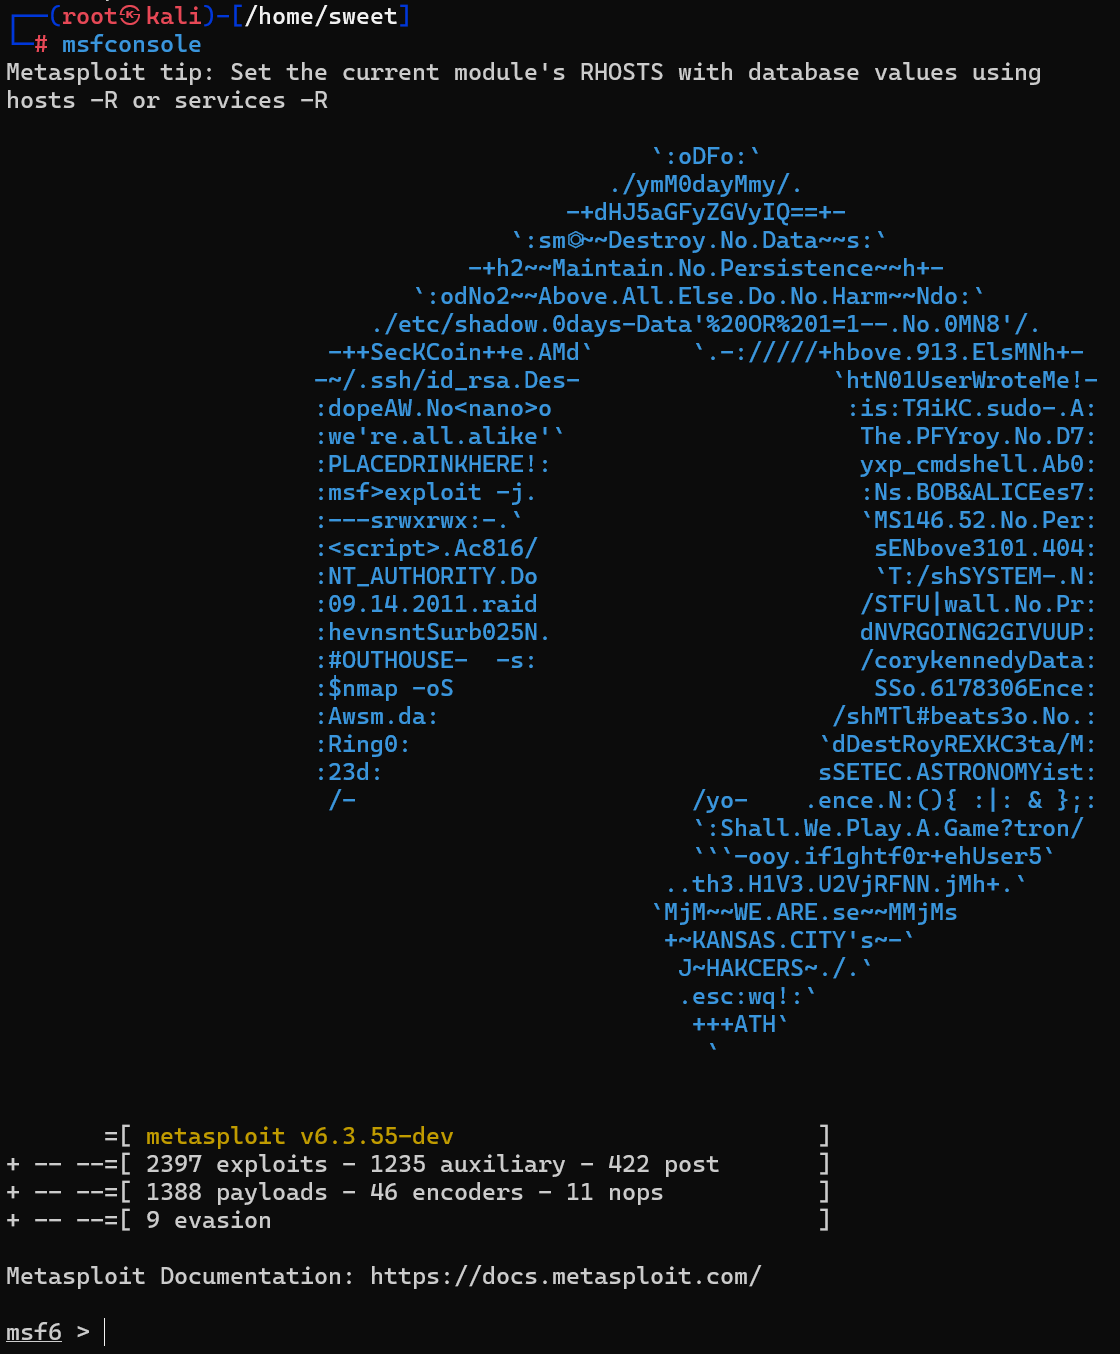 ┌──(root㉿kali)-[/home/sweet]
└─# msfconsole
Metasploit tip: Set the current module's RHOSTS with database values using
hosts -R or services -R
`:oDFo:`
./ymM0dayMmy/.
-+dHJ5aGFyZGVyIQ==+-
`:sm⏣~~Destroy.No.Data~~s:`
-+h2~~Maintain.No.Persistence~~h+-
`:odNo2~~Above.All.Else.Do.No.Harm~~Ndo:`
./etc/shadow.0days-Data'%20OR%201=1--.No.0MN8'/.
-++SecKCoin++e.AMd` `.-://///+hbove.913.ElsMNh+-
-~/.ssh/id_rsa.Des- `htN01UserWroteMe!-
:dopeAW.No<nano>o :is:TЯiKC.sudo-.A:
:we're.all.alike'` The.PFYroy.No.D7:
:PLACEDRINKHERE!: yxp_cmdshell.Ab0:
:msf>exploit -j. :Ns.BOB&ALICEes7:
:---srwxrwx:-.` `MS146.52.No.Per:
:<script>.Ac816/ sENbove3101.404:
:NT_AUTHORITY.Do `T:/shSYSTEM-.N:
:09.14.2011.raid /STFU|wall.No.Pr:
:hevnsntSurb025N. dNVRGOING2GIVUUP:
:#OUTHOUSE- -s: /corykennedyData:
:$nmap -oS SSo.6178306Ence:
:Awsm.da: /shMTl#beats3o.No.:
:Ring0: `dDestRoyREXKC3ta/M:
:23d: sSETEC.ASTRONOMYist:
/- /yo- .ence.N:(){ :|: & };:
`:Shall.We.Play.A.Game?tron/
```-ooy.if1ghtf0r+ehUser5`
..th3.H1V3.U2VjRFNN.jMh+.`
`MjM~~WE.ARE.se~~MMjMs
+~KANSAS.CITY's~-`
J~HAKCERS~./.`
.esc:wq!:`
+++ATH`
`
=[ metasploit v6.3.55-dev ]
+ -- --=[ 2397 exploits - 1235 auxiliary - 422 post ]
+ -- --=[ 1388 payloads - 46 encoders - 11 nops ]
+ -- --=[ 9 evasion ]
Metasploit Documentation: https://docs.metasploit.com/
msf6 >